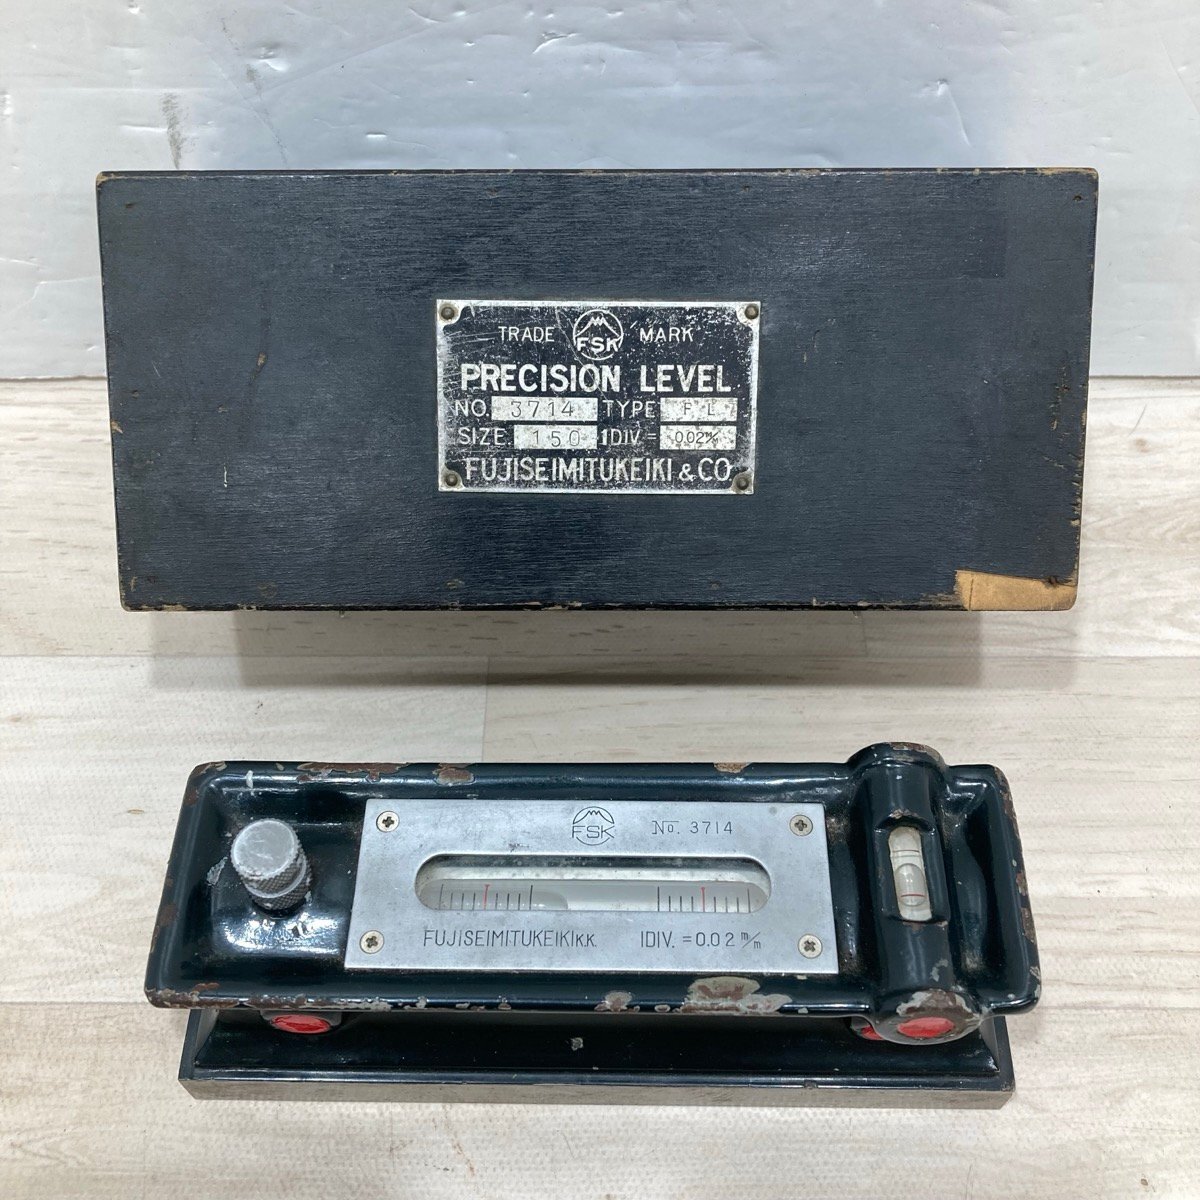 TRADE FSK MARK
PRECISION LEVEL
NO. 3714 TYPE F L
SIZE 150 1DIV = 0.02 m/m
FUJISEIMITUKEIKI & CO
FSK No. 3714
FUJISEIMITUKEIKI K.K. 1DIV. = 0.02 m/m